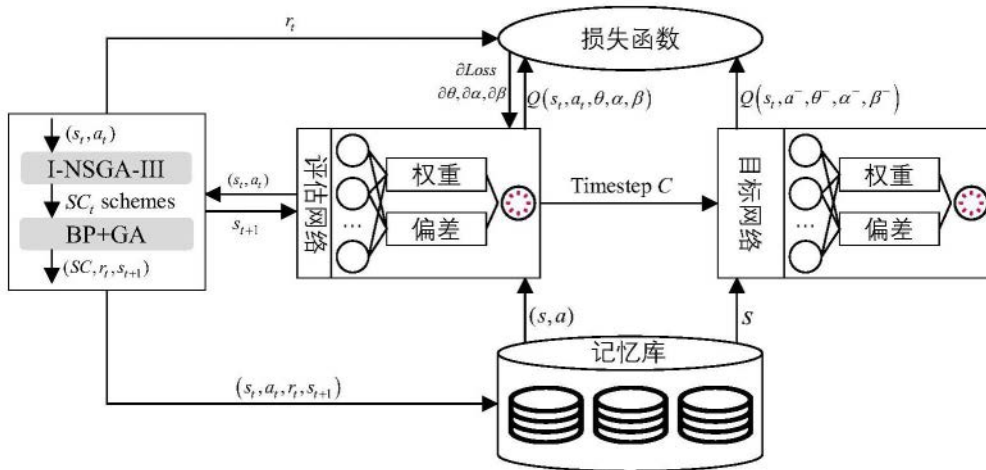 r_t
损失函数
∂Loss
∂θ,∂α,∂β
Q(s_t,a_t,θ,α,β)
Q(s_t,a⁻,θ⁻,α⁻,β⁻)
(s_t,a_t)
I-NSGA-III
SC_t schemes
BP+GA
(SC,r_t,s_{t+1})
(s_t,a_t)
s_{t+1}
评估网络
权重
偏差
...
Timestep C
目标网络
权重
偏差
...
(s,a)
s
记忆库
(s_t,a_t,r_t,s_{t+1})